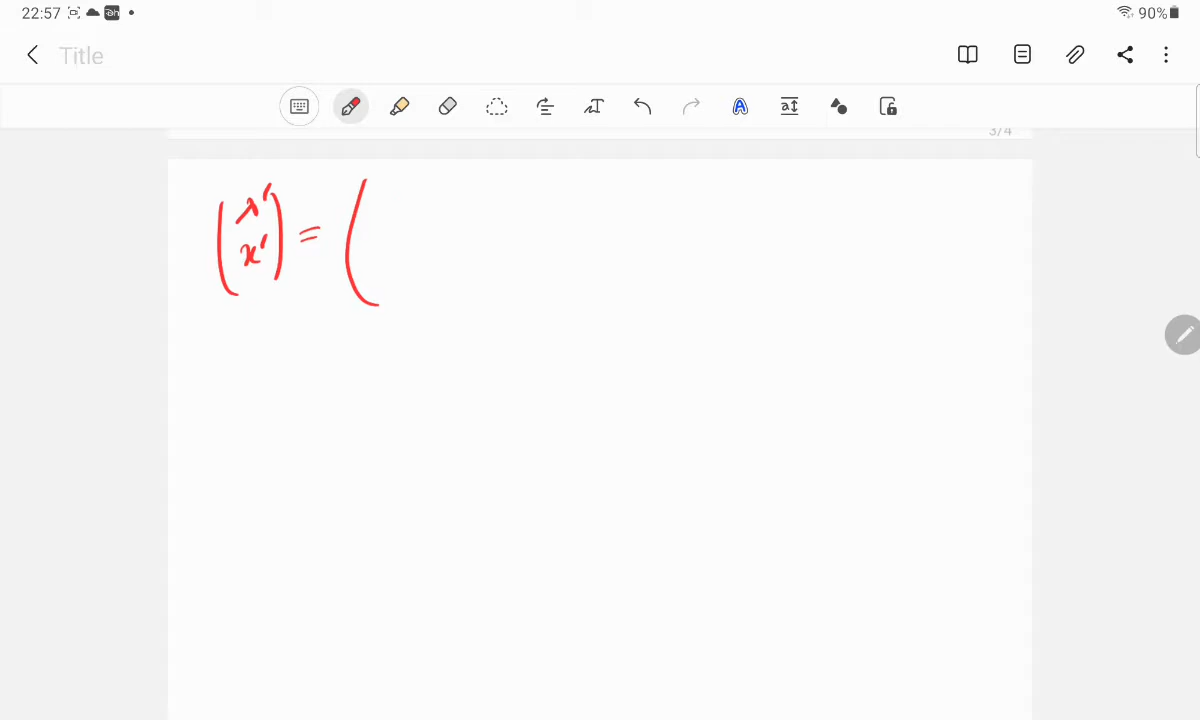 22:57 90%
Title
3/4
(λ' x') = (